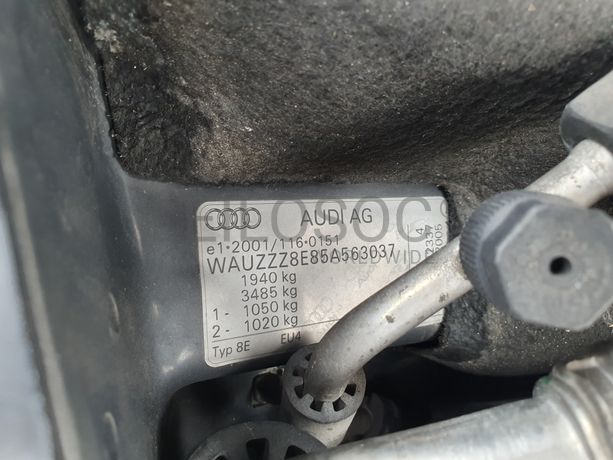 AUDI AG
e1*2001/116*0151
WAUZZZ8E85A563037
1940 kg
3485 kg
1- 1050 kg
2- 1020 kg
Typ 8E EU4